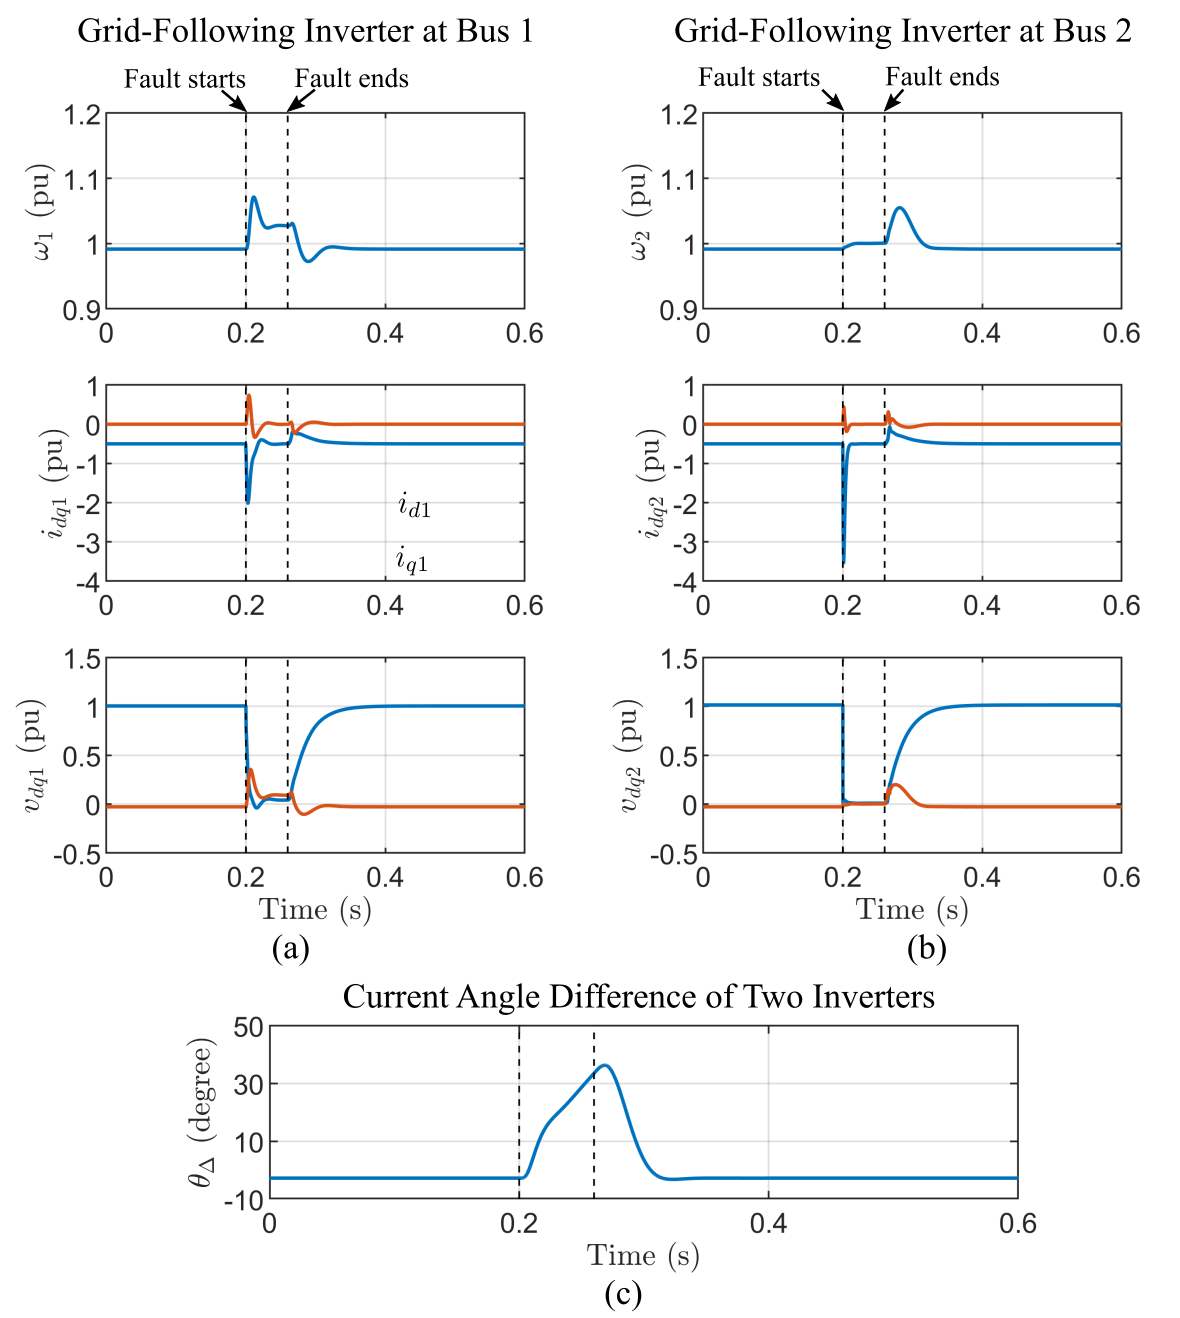 Grid-Following Inverter at Bus 1
Fault starts Fault ends
1.2
1.1
1
0.9
ω1 (pu)
0 0.2 0.4 0.6
1
0
-1
-2
-3
-4
idq1 (pu)
id1
iq1
0 0.2 0.4 0.6
1.5
1
0.5
0
-0.5
vdq1 (pu)
0 0.2 0.4 0.6
Time (s)
(a)
Grid-Following Inverter at Bus 2
Fault starts Fault ends
1.2
1.1
1
0.9
ω2 (pu)
0 0.2 0.4 0.6
1
0
-1
-2
-3
-4
idq2 (pu)
0 0.2 0.4 0.6
1.5
1
0.5
0
-0.5
vdq2 (pu)
0 0.2 0.4 0.6
Time (s)
(b)
Current Angle Difference of Two Inverters
50
30
10
-10
θΔ (degree)
0 0.2 0.4 0.6
Time (s)
(c)